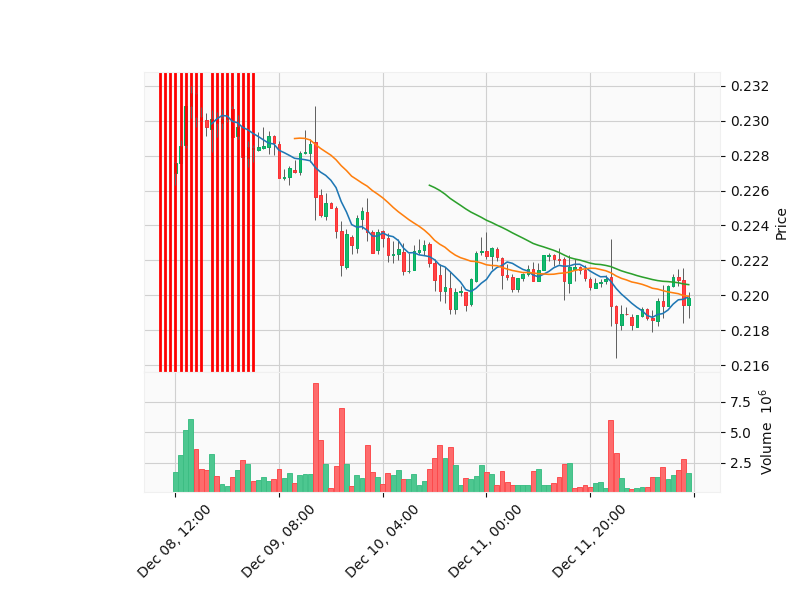 0.232
0.230
0.228
0.226
0.224
0.222
0.220
0.218
0.216
Price
7.5
5.0
2.5
Volume 10⁶
Dec 08, 12:00
Dec 09, 08:00
Dec 10, 04:00
Dec 11, 00:00
Dec 11, 20:00